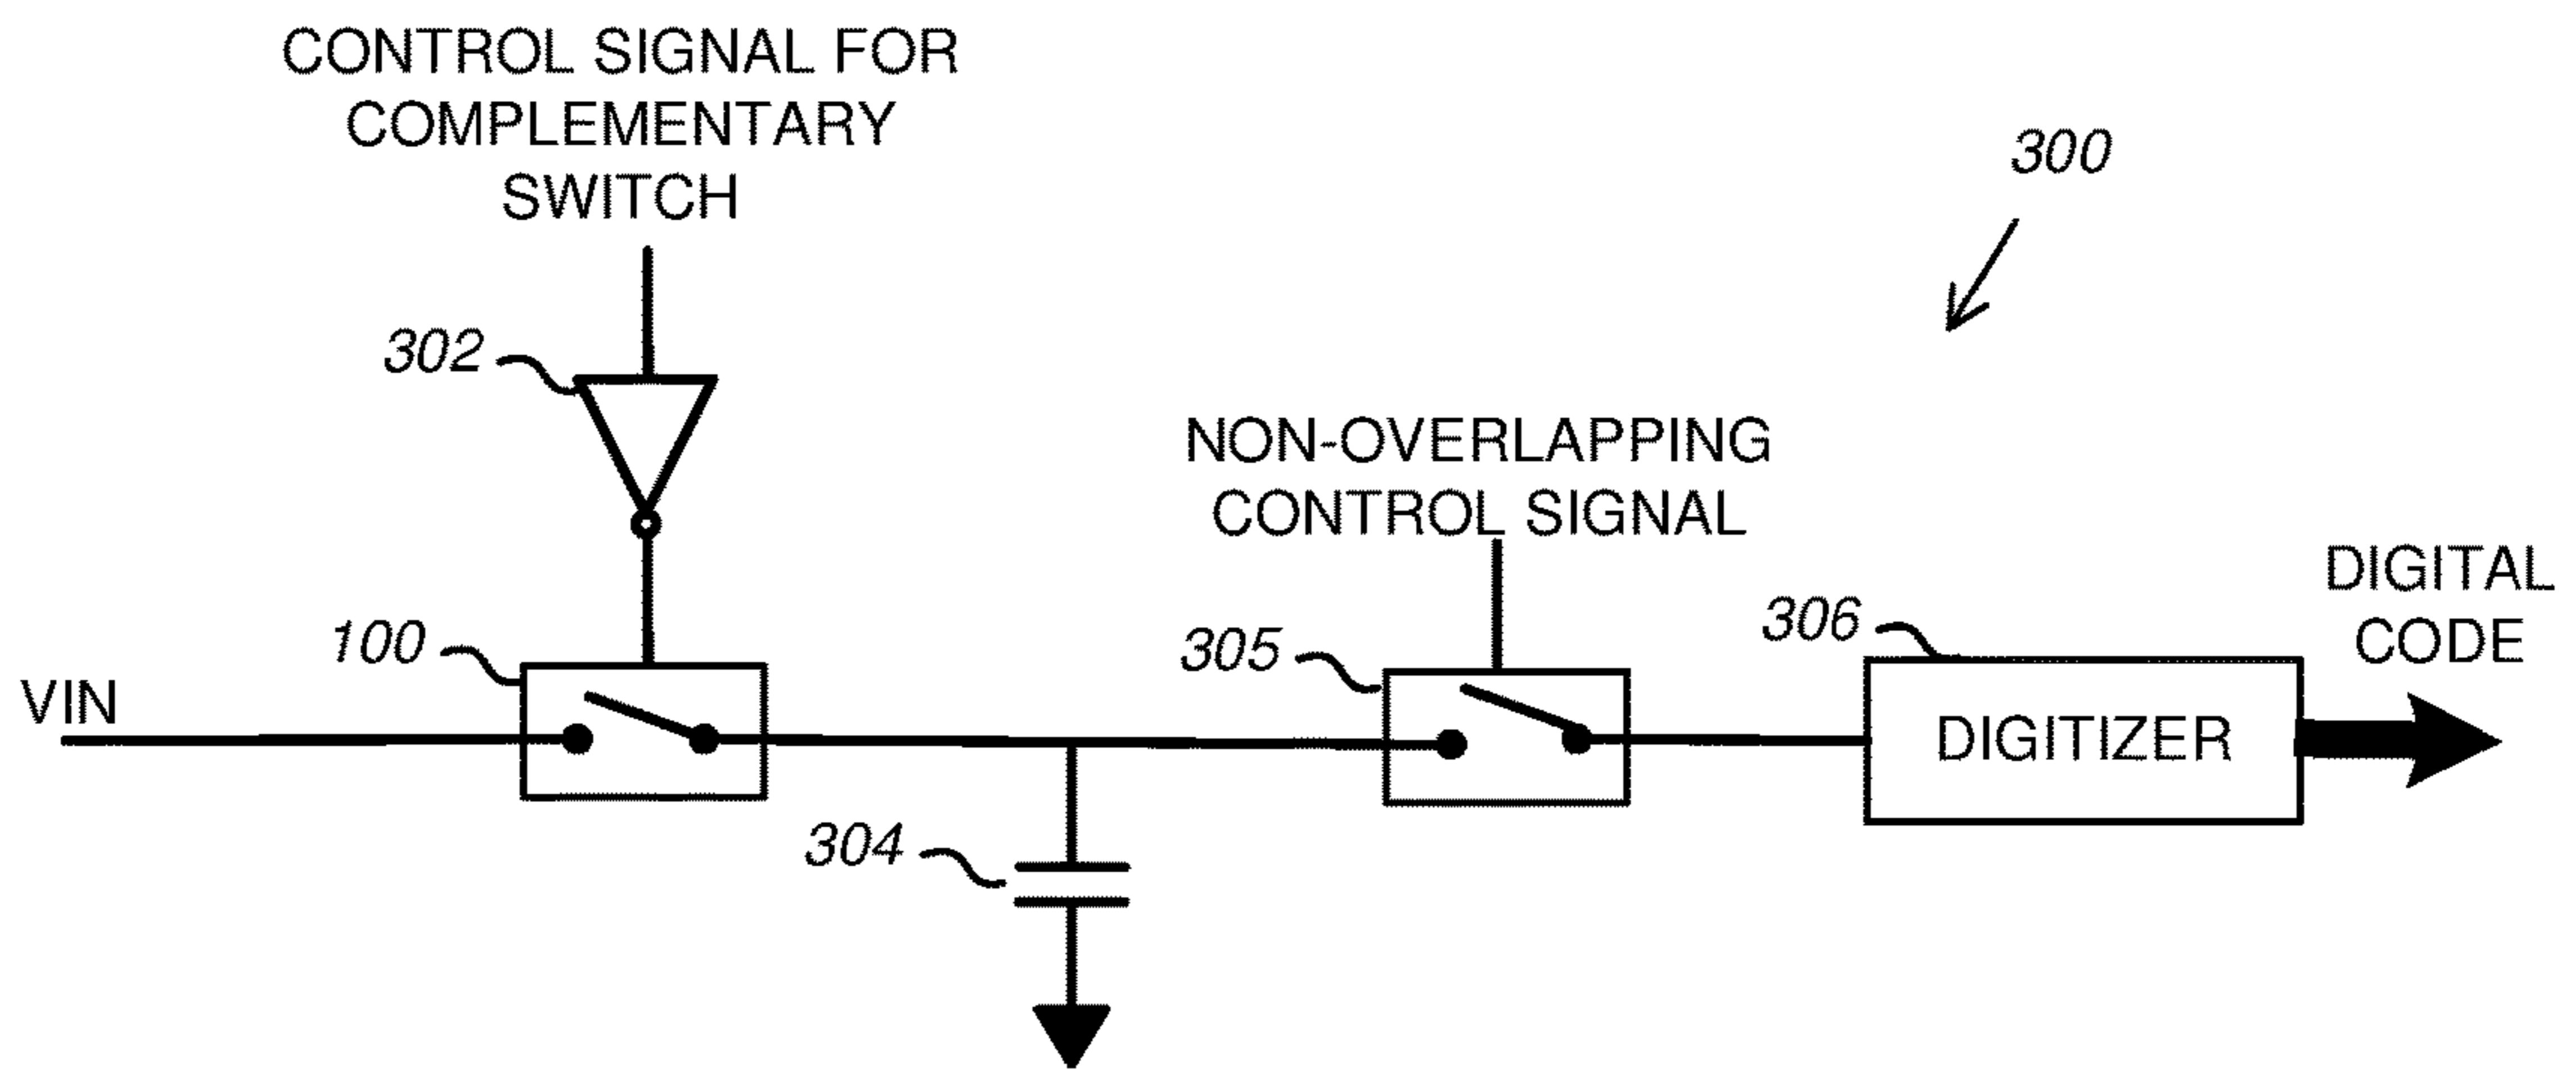 CONTROL SIGNAL FOR
COMPLEMENTARY
SWITCH
300
302
NON-OVERLAPPING
CONTROL SIGNAL
DIGITAL
CODE
100
305
306
VIN
DIGITIZER
304